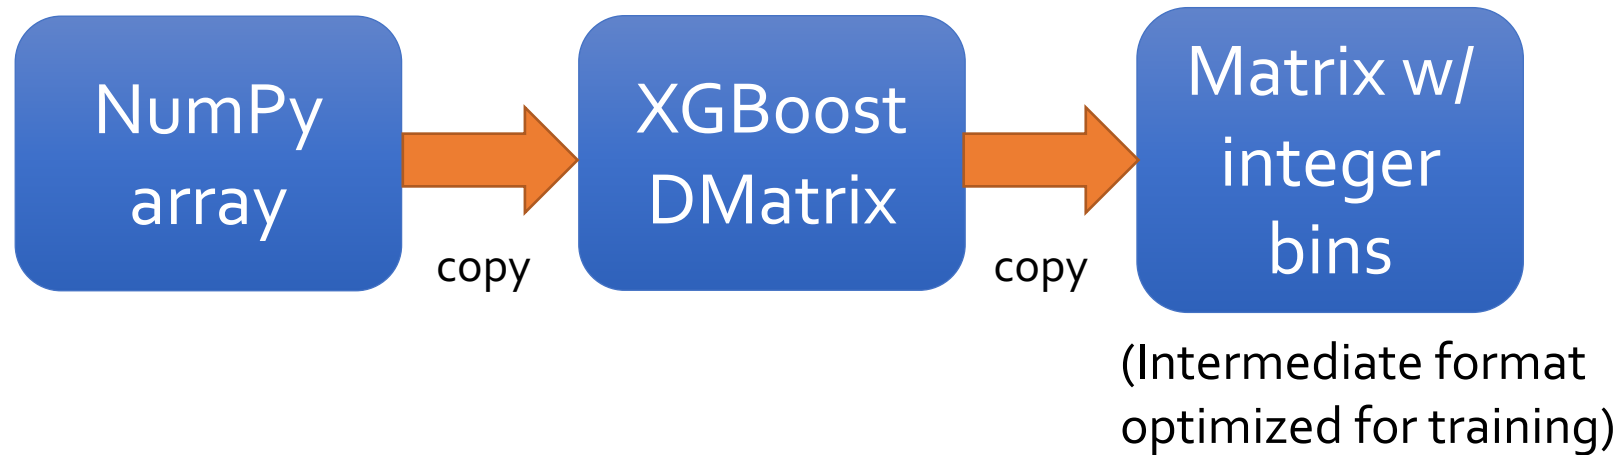 NumPy
array
copy
XGBoost
DMatrix
copy
Matrix w/
integer
bins
(Intermediate format
optimized for training)